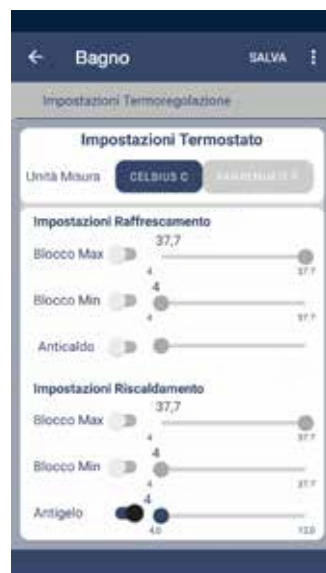 Bagno SALVA
Impostazioni Termoregolazione
Impostazioni Termostato
Unità Misura CELSIUS C FAHRENHEIT F
Impostazioni Raffrescamento
37,7
Blocco Max
4 37.7
4
Blocco Min
4 37.7
Anticaldo
Impostazioni Riscaldamento
37,7
Blocco Max
4 37.7
4
Blocco Min
4 37.7
4
Antigelo
4.0 12.0